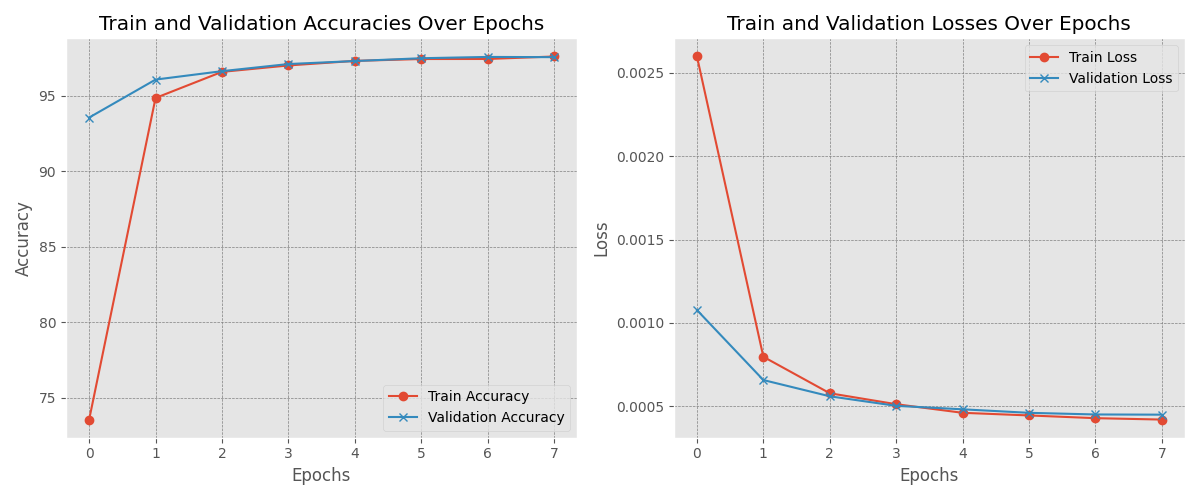 Train and Validation Accuracies Over Epochs
Accuracy
95
90
85
80
75
Train Accuracy
Validation Accuracy
0 1 2 3 4 5 6 7
Epochs
Train and Validation Losses Over Epochs
Loss
0.0025
0.0020
0.0015
0.0010
0.0005
Train Loss
Validation Loss
0 1 2 3 4 5 6 7
Epochs